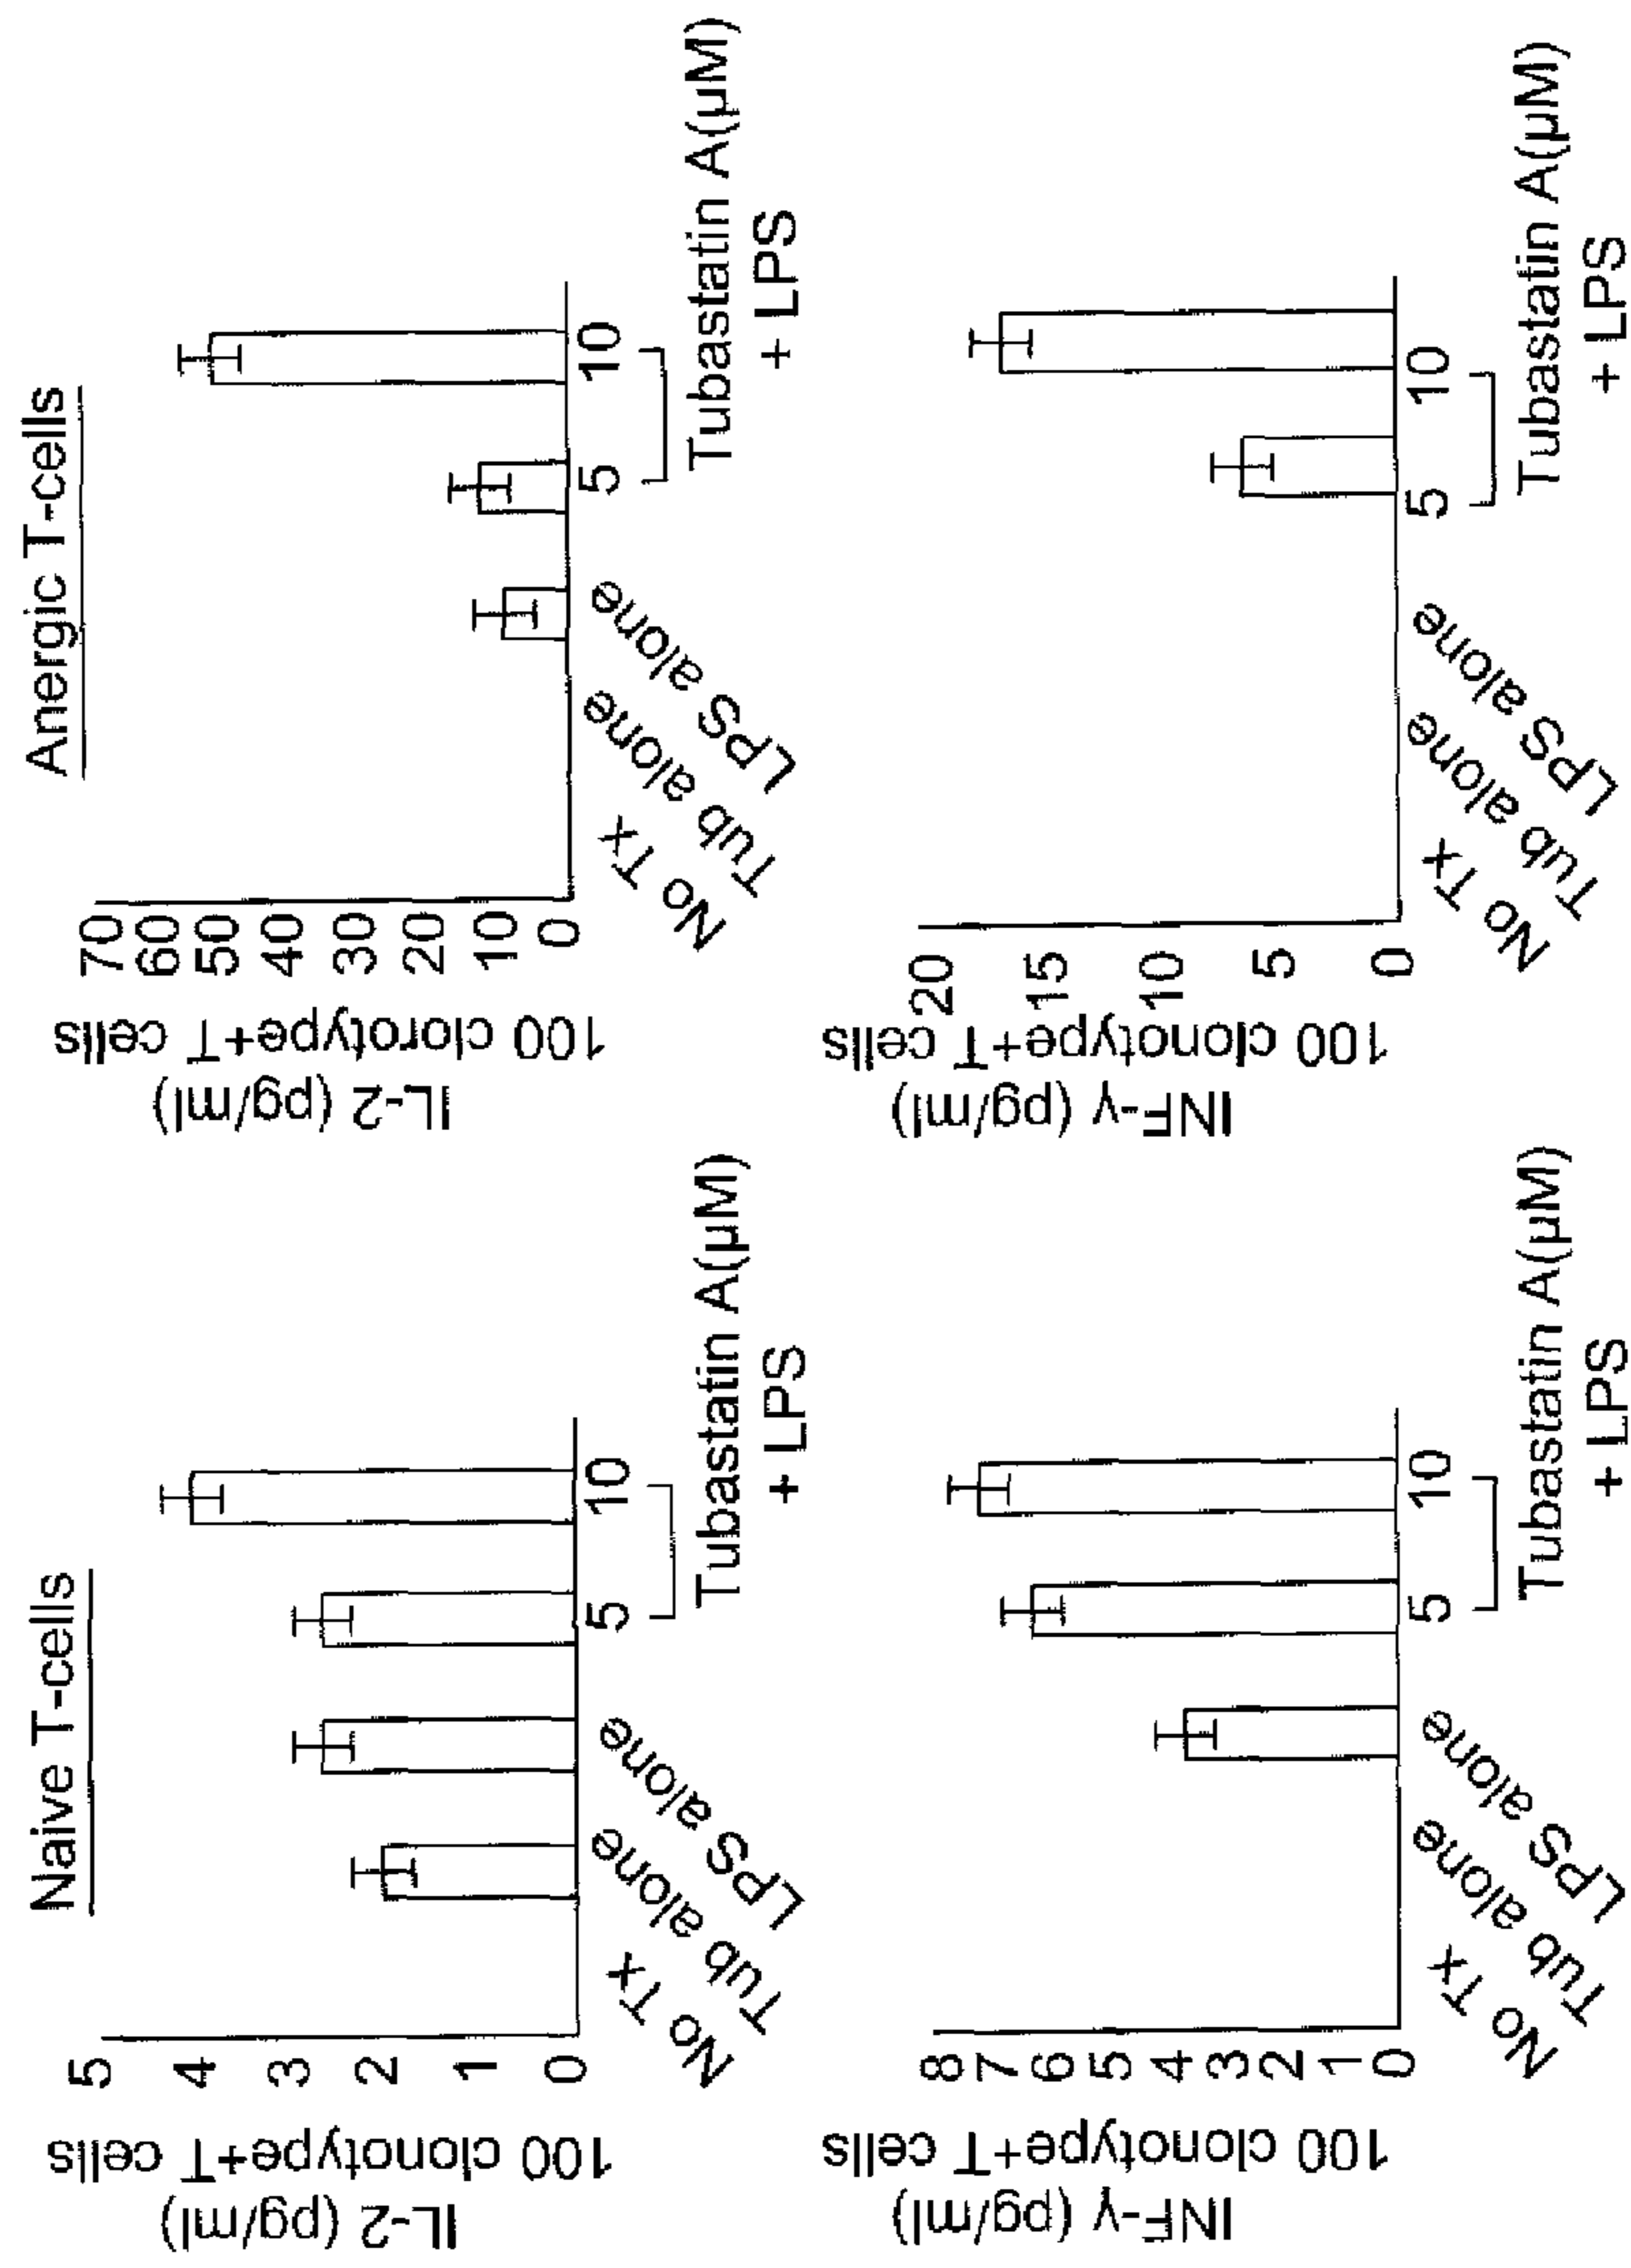 Naive T-cells
IL-2 (pg/ml)
100 clonotype+T cells
5
4
3
2
1
0
No Tx
Tub alone
LPS alone
5
10
Tubastatin A(µM)
+ LPS
Anergic T-cells
IL-2 (pg/ml)
100 clorotype+T cells
70
60
50
40
30
20
10
0
No Tx
Tub alone
LPS alone
5
10
Tubastatin A(µM)
+ LPS
INF-γ (pg/ml)
100 clonotype+T cells
8
7
6
5
4
3
2
1
0
No Tx
Tub alone
LPS alone
5
10
Tubastatin A(µM)
+ LPS
INF-γ (pg/ml)
100 clonotype+T cells
20
15
10
5
0
No Tx
Tub alone
LPS alone
5
10
Tubastatin A(µM)
+ LPS